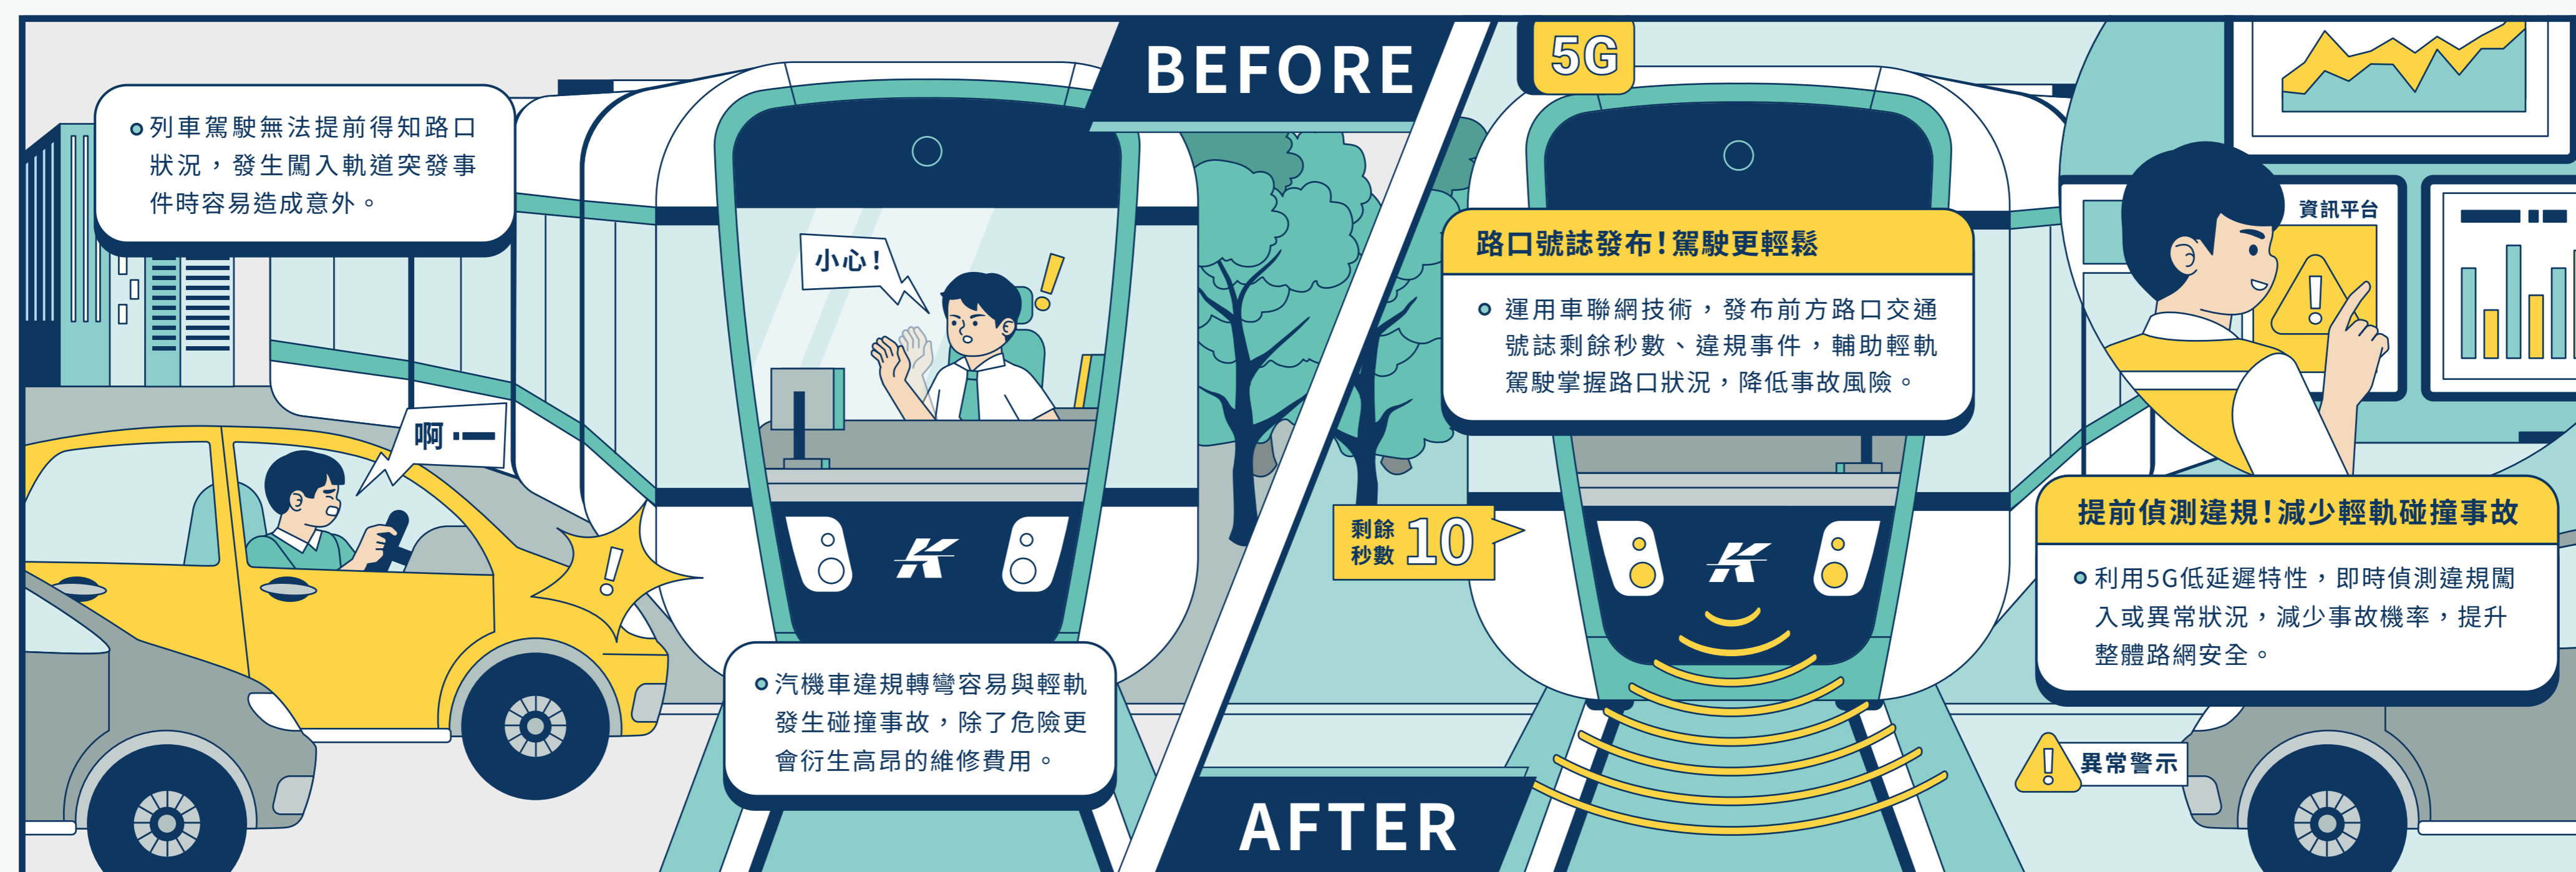 BEFORE
列車駕駛無法提前得知路口
狀況，發生闖入軌道突發事
件時容易造成意外。
小心！
啊
汽機車違規轉彎容易與輕軌
發生碰撞事故，除了危險更
會衍生高昂的維修費用。
5G
路口號誌發布！駕駛更輕鬆
運用車聯網技術，發布前方路口交通
號誌剩餘秒數、違規事件，輔助輕軌
駕駛掌握路口狀況，降低事故風險。
資訊平台
剩餘
秒數 10
提前偵測違規！減少輕軌碰撞事故
利用5G低延遲特性，即時偵測違規闖
入或異常狀況，減少事故機率，提升
整體路網安全。
異常警示
AFTER